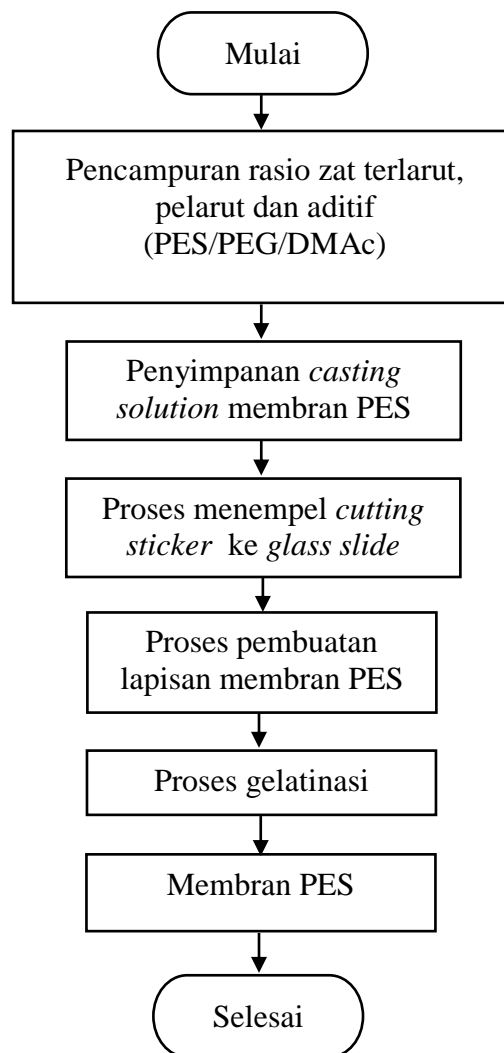 Mulai
Pencampuran rasio zat terlarut,
pelarut dan aditif
(PES/PEG/DMAc)
Penyimpanan casting
solution membran PES
Proses menempel cutting
sticker ke glass slide
Proses pembuatan
lapisan membran PES
Proses gelatinasi
Membran PES
Selesai